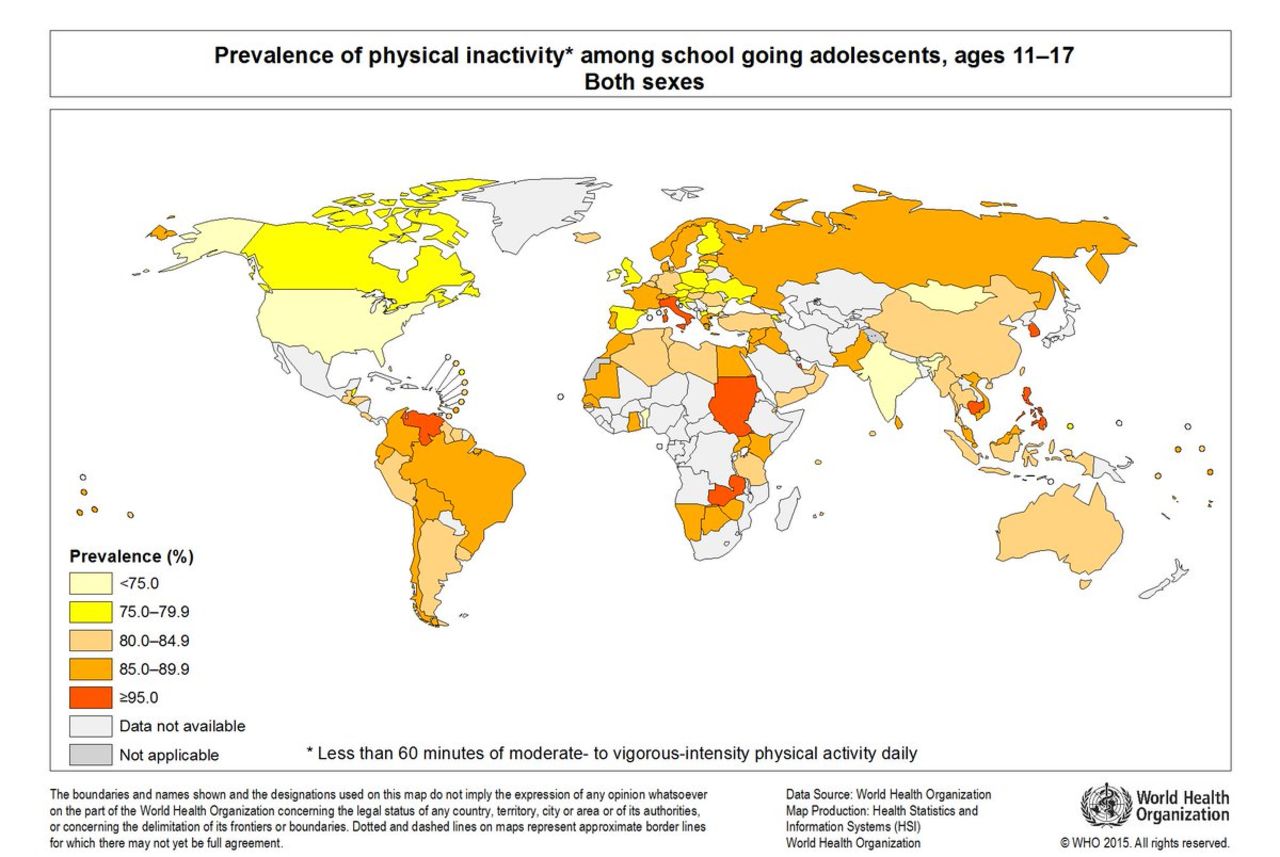 Prevalence of physical inactivity* among school going adolescents, ages 11–17
Both sexes
Prevalence (%)
<75.0
75.0–79.9
80.0–84.9
85.0–89.9
≥95.0
Data not available
Not applicable
* Less than 60 minutes of moderate- to vigorous-intensity physical activity daily
The boundaries and names shown and the designations used on this map do not imply the expression of any opinion whatsoever
on the part of the World Health Organization concerning the legal status of any country, territory, city or area or of its authorities,
or concerning the delimitation of its frontiers or boundaries. Dotted and dashed lines on maps represent approximate border lines
for which there may not yet be full agreement.
Data Source: World Health Organization
Map Production: Health Statistics and
Information Systems (HSI)
World Health Organization
World Health
Organization
© WHO 2015. All rights reserved.